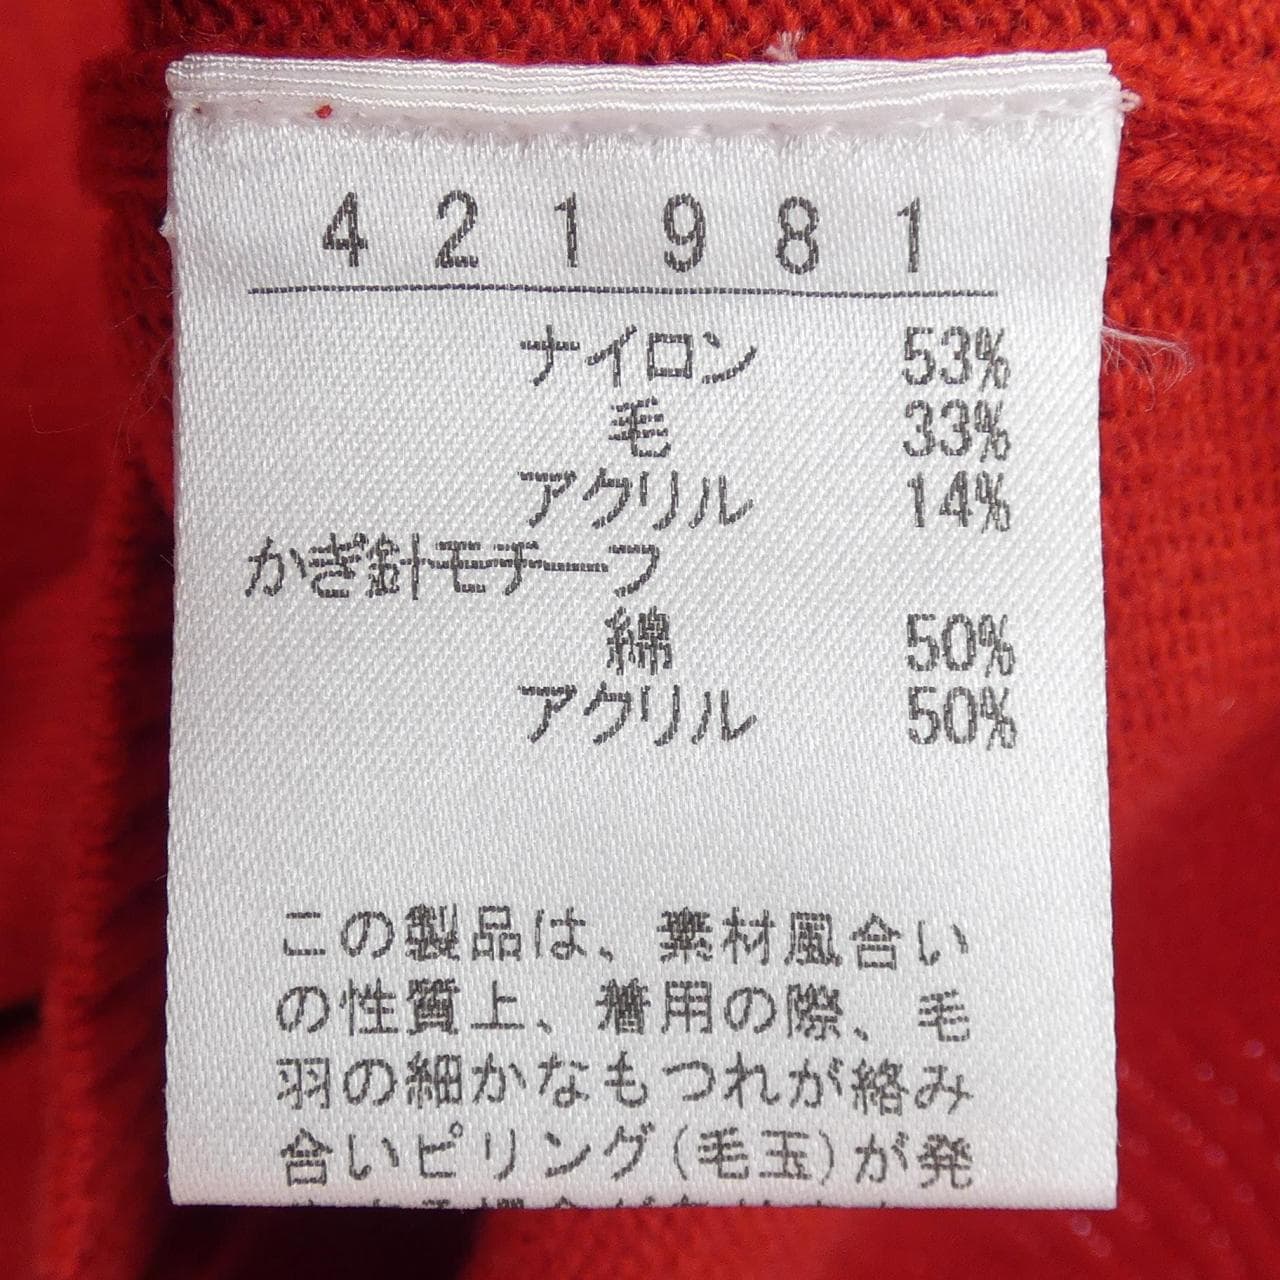 421981
ナイロン 53%
毛 33%
アクリル 14%
かぎ針モチーフ
綿 50%
アクリル 50%
この製品は、素材風合い
の性質上、着用の際、毛
羽の細かなもつれが絡み
合いピリング(毛玉)が発